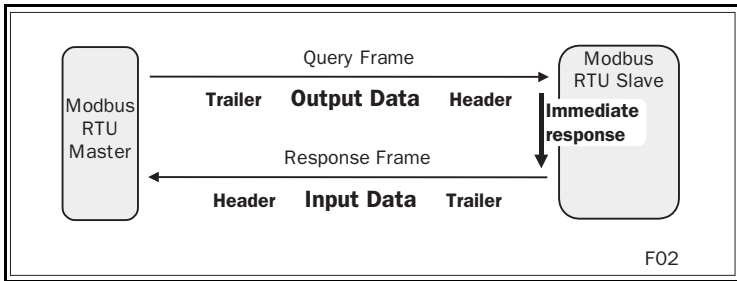 Query Frame
Modbus
RTU Slave
Trailer Output Data Header
Modbus
RTU
Master
Immediate
response
Response Frame
Header Input Data Trailer
F02